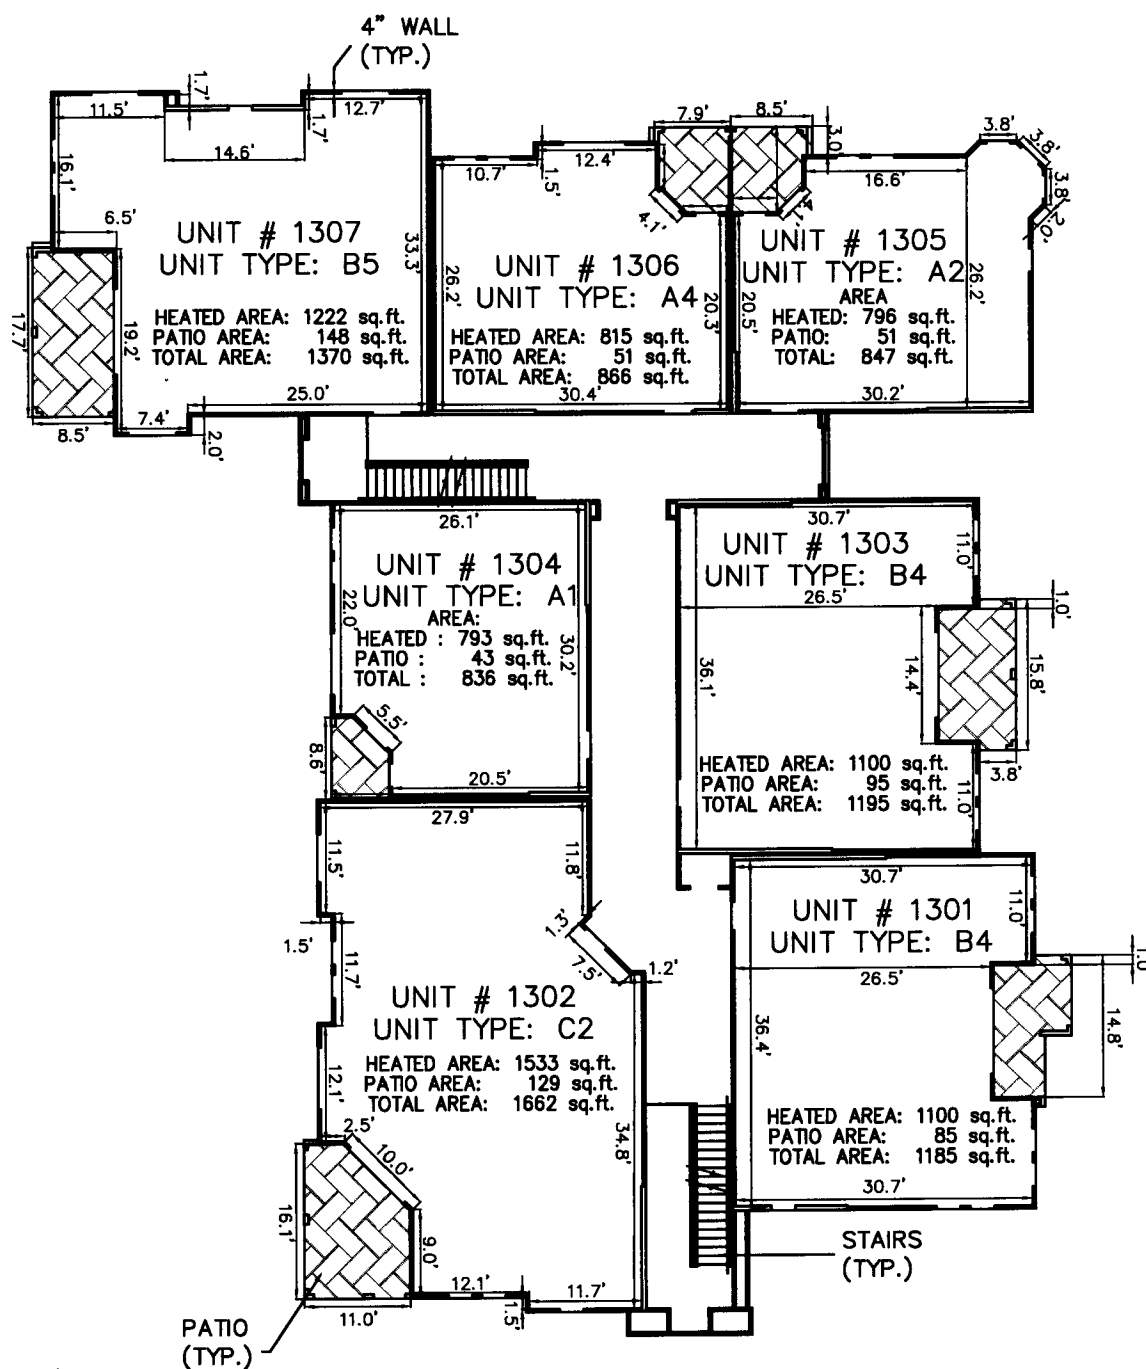 4" WALL
(TYP.)
1.7'
11.5'
12.7'
1.7'
14.6'
16.1'
6.5'
UNIT # 1307
UNIT TYPE: B5
33.3'
HEATED AREA: 1222 sq.ft.
PATIO AREA: 148 sq.ft.
TOTAL AREA: 1370 sq.ft.
17.7'
19.2'
25.0'
7.4'
8.5'
2.0'
7.9'
12.4'
10.7'
1.5'
4.1'
UNIT # 1306
UNIT TYPE: A4
26.2'
20.3'
HEATED AREA: 815 sq.ft.
PATIO AREA: 51 sq.ft.
TOTAL AREA: 866 sq.ft.
30.4'
8.5'
3.0'
3.8'
3.8'
3.8'
2.0'
16.6'
UNIT # 1305
UNIT TYPE: A2
AREA
HEATED: 796 sq.ft.
PATIO: 51 sq.ft.
TOTAL: 847 sq.ft.
20.5'
26.2'
30.2'
26.1'
UNIT # 1304
UNIT TYPE: A1
22.0'
AREA:
HEATED : 793 sq.ft.
PATIO : 43 sq.ft.
TOTAL : 836 sq.ft.
30.2'
5.5'
8.6'
20.5'
30.7'
11.0'
UNIT # 1303
UNIT TYPE: B4
26.5'
1.0'
36.1'
14.4'
15.8'
3.8'
HEATED AREA: 1100 sq.ft.
PATIO AREA: 95 sq.ft.
TOTAL AREA: 1195 sq.ft.
11.0'
27.9'
11.5'
11.8'
1.3'
7.5'
1.2'
1.5'
11.7'
UNIT # 1302
UNIT TYPE: C2
HEATED AREA: 1533 sq.ft.
PATIO AREA: 129 sq.ft.
TOTAL AREA: 1662 sq.ft.
12.1'
2.5'
10.0'
34.8'
16.1'
9.0'
12.1'
11.7'
1.5'
11.0'
PATIO
(TYP.)
30.7'
11.0'
UNIT # 1301
UNIT TYPE: B4
26.5'
1.0
36.4'
14.8'
HEATED AREA: 1100 sq.ft.
PATIO AREA: 85 sq.ft.
TOTAL AREA: 1185 sq.ft.
30.7'
STAIRS
(TYP.)